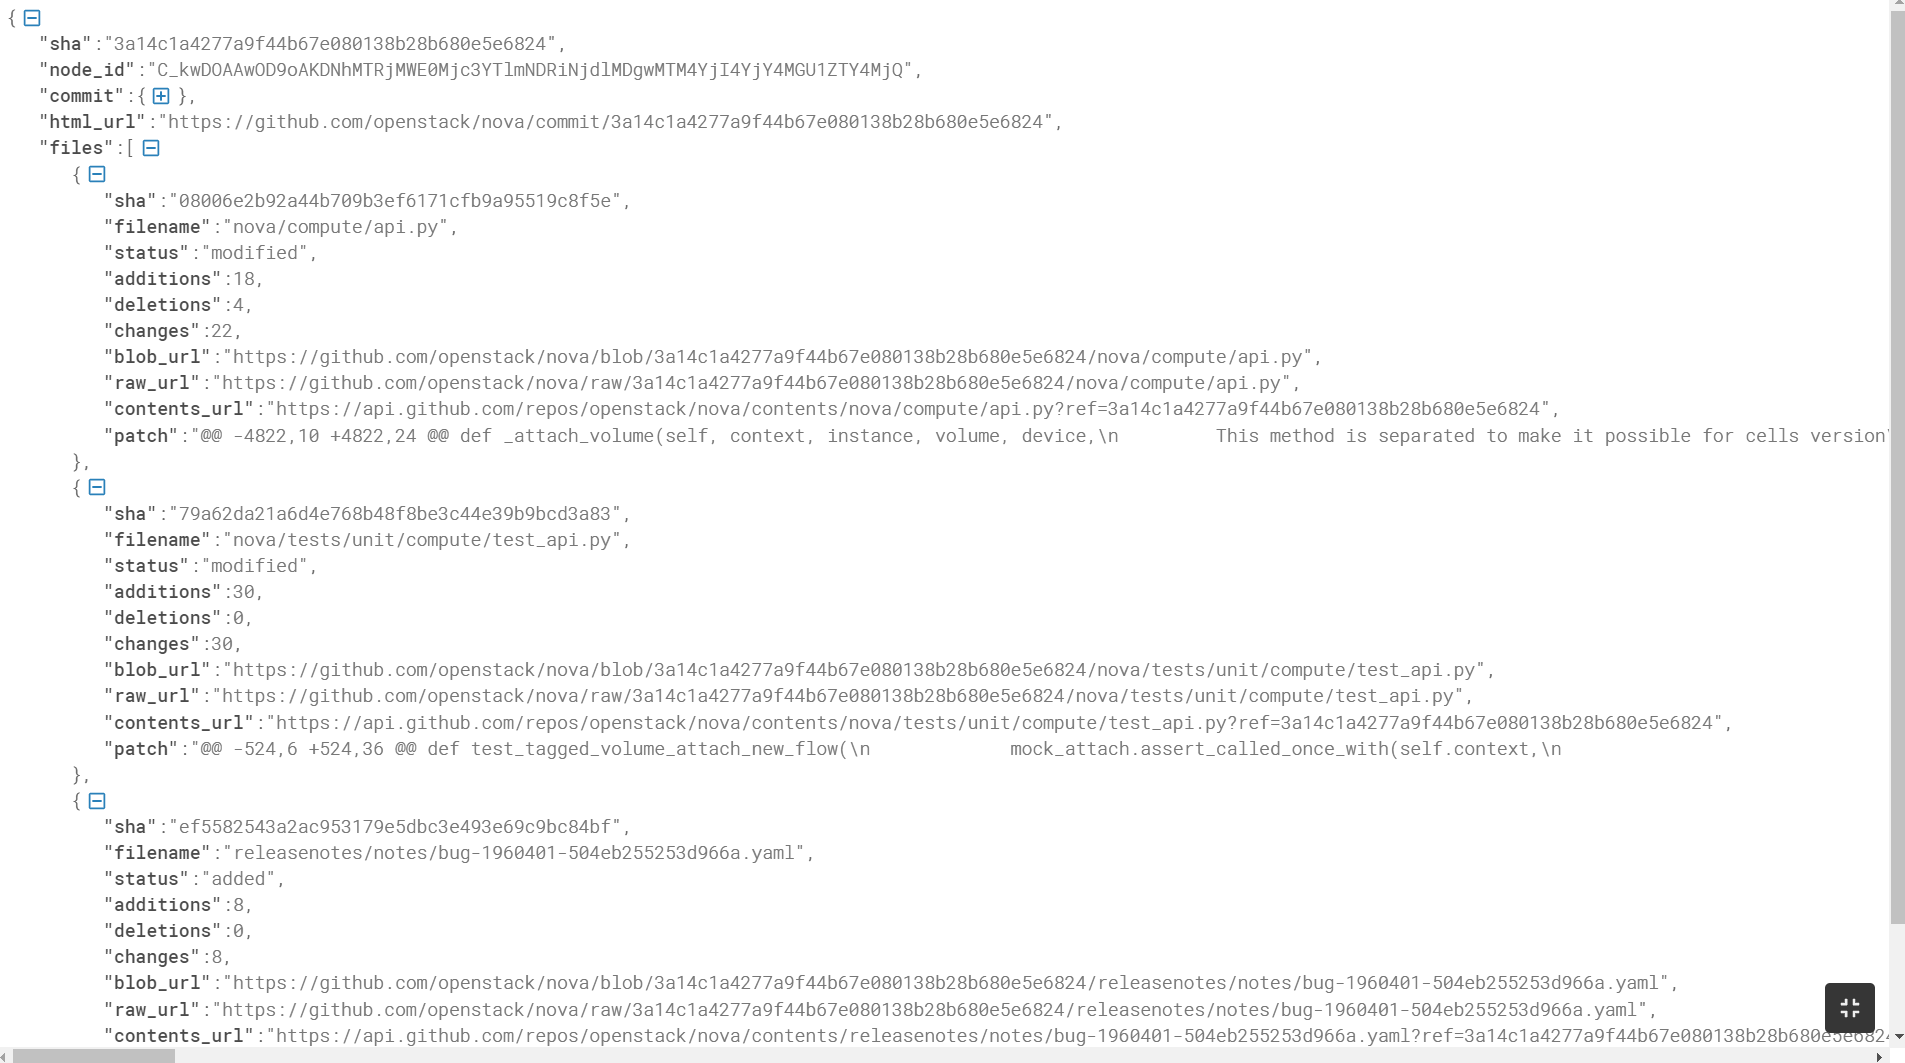 {
"sha":"3a14c1a4277a9f44b67e080138b28b680e5e6824",
"node_id":"C_kwDOAAwOD9oAKDNhMTRjMWE0Mjc3YTlmNDRiNjdlMDgwMTM4YjI4YjY4MGU1ZTY4MjQ",
"commit":{ },
"html_url":"https://github.com/openstack/nova/commit/3a14c1a4277a9f44b67e080138b28b680e5e6824",
"files":[
{
"sha":"08006e2b92a44b709b3ef6171cfb9a95519c8f5e",
"filename":"nova/compute/api.py",
"status":"modified",
"additions":18,
"deletions":4,
"changes":22,
"blob_url":"https://github.com/openstack/nova/blob/3a14c1a4277a9f44b67e080138b28b680e5e6824/nova/compute/api.py",
"raw_url":"https://github.com/openstack/nova/raw/3a14c1a4277a9f44b67e080138b28b680e5e6824/nova/compute/api.py",
"contents_url":"https://api.github.com/repos/openstack/nova/contents/nova/compute/api.py?ref=3a14c1a4277a9f44b67e080138b28b680e5e6824",
"patch":"@@ -4822,10 +4822,24 @@ def _attach_volume(self, context, instance, volume, device,\n         This method is separated to make it possible for cells version
},
{
"sha":"79a62da21a6d4e768b48f8be3c44e39b9bcd3a83",
"filename":"nova/tests/unit/compute/test_api.py",
"status":"modified",
"additions":30,
"deletions":0,
"changes":30,
"blob_url":"https://github.com/openstack/nova/blob/3a14c1a4277a9f44b67e080138b28b680e5e6824/nova/tests/unit/compute/test_api.py",
"raw_url":"https://github.com/openstack/nova/raw/3a14c1a4277a9f44b67e080138b28b680e5e6824/nova/tests/unit/compute/test_api.py",
"contents_url":"https://api.github.com/repos/openstack/nova/contents/nova/tests/unit/compute/test_api.py?ref=3a14c1a4277a9f44b67e080138b28b680e5e6824",
"patch":"@@ -524,6 +524,36 @@ def test_tagged_volume_attach_new_flow(\n             mock_attach.assert_called_once_with(self.context,\n
},
{
"sha":"ef5582543a2ac953179e5dbc3e493e69c9bc84bf",
"filename":"releasenotes/notes/bug-1960401-504eb255253d966a.yaml",
"status":"added",
"additions":8,
"deletions":0,
"changes":8,
"blob_url":"https://github.com/openstack/nova/blob/3a14c1a4277a9f44b67e080138b28b680e5e6824/releasenotes/notes/bug-1960401-504eb255253d966a.yaml",
"raw_url":"https://github.com/openstack/nova/raw/3a14c1a4277a9f44b67e080138b28b680e5e6824/releasenotes/notes/bug-1960401-504eb255253d966a.yaml",
"contents_url":"https://api.github.com/repos/openstack/nova/contents/releasenotes/notes/bug-1960401-504eb255253d966a.yaml?ref=3a14c1a4277a9f44b67e080138b28b680e5e682